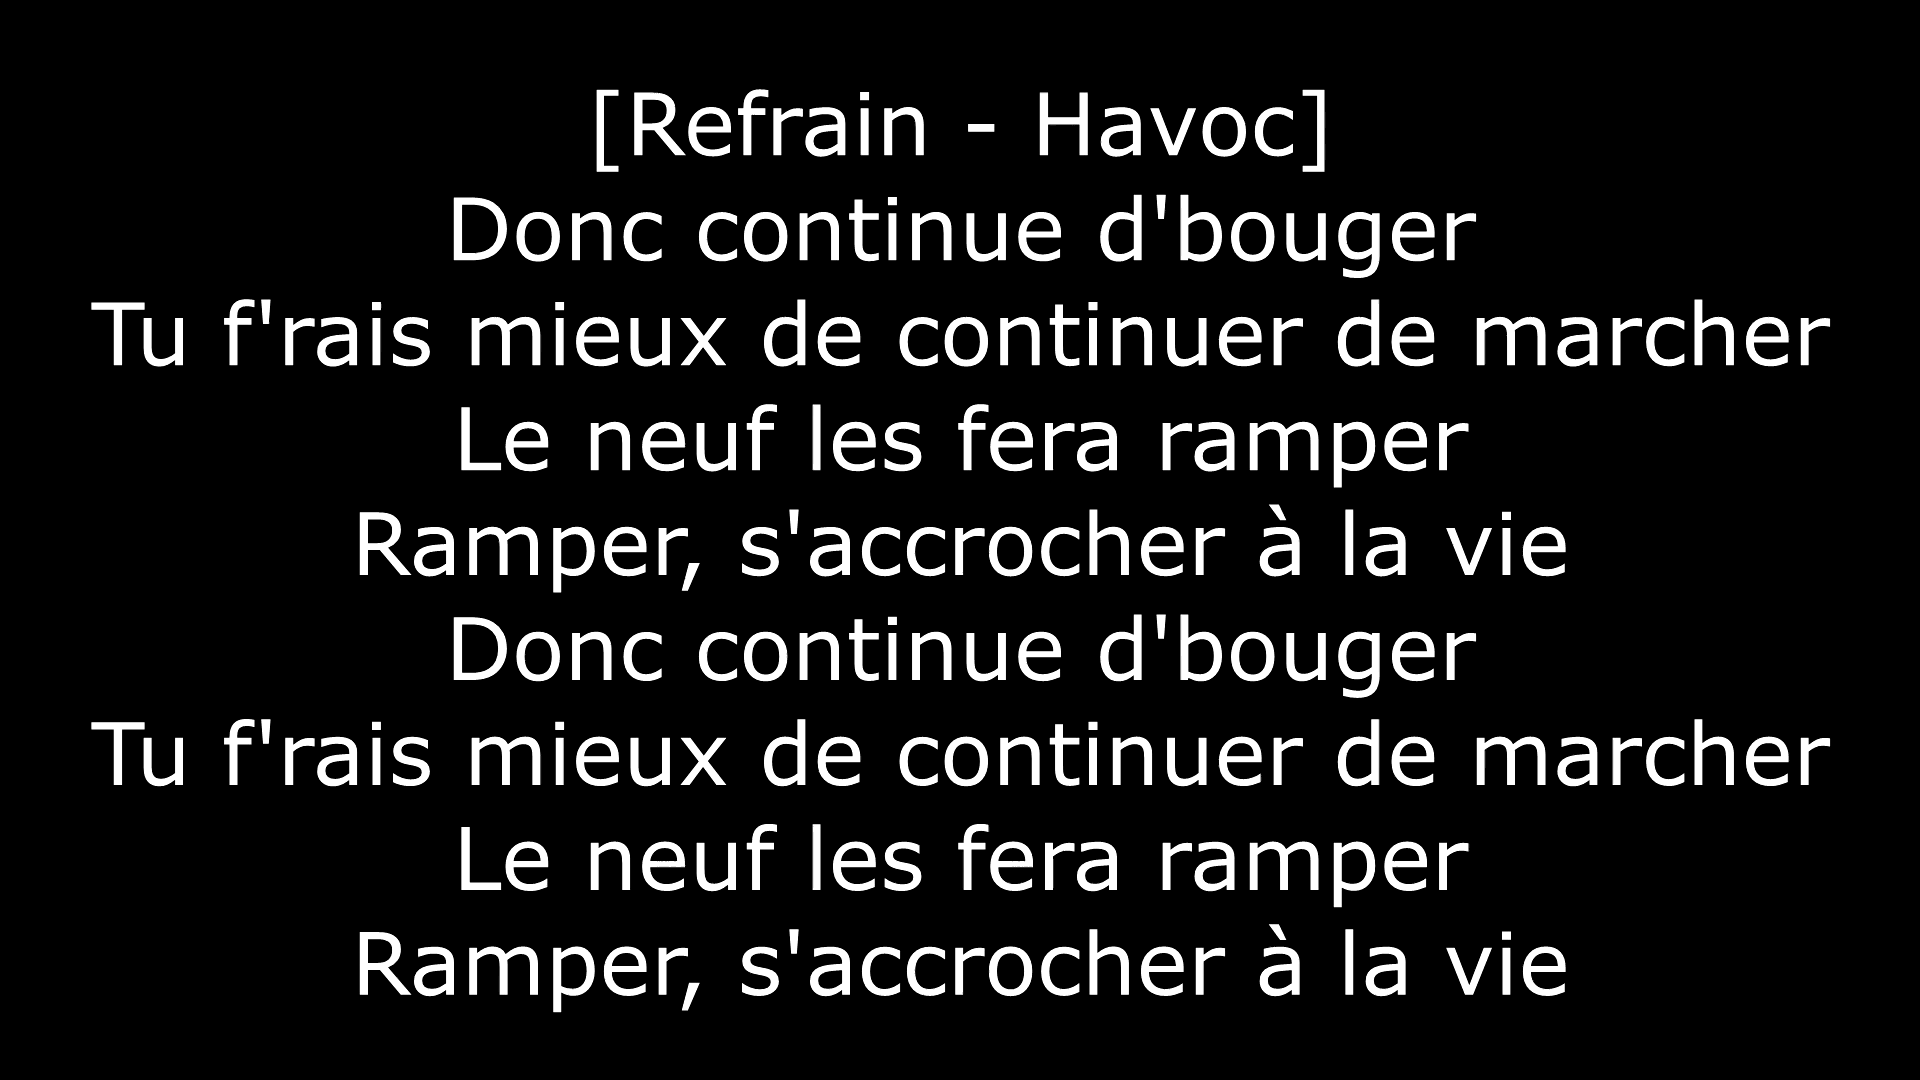 [Refrain - Havoc]
Donc continue d'bouger
Tu f'rais mieux de continuer de marcher
Le neuf les fera ramper
Ramper, s'accrocher à la vie
Donc continue d'bouger
Tu f'rais mieux de continuer de marcher
Le neuf les fera ramper
Ramper, s'accrocher à la vie